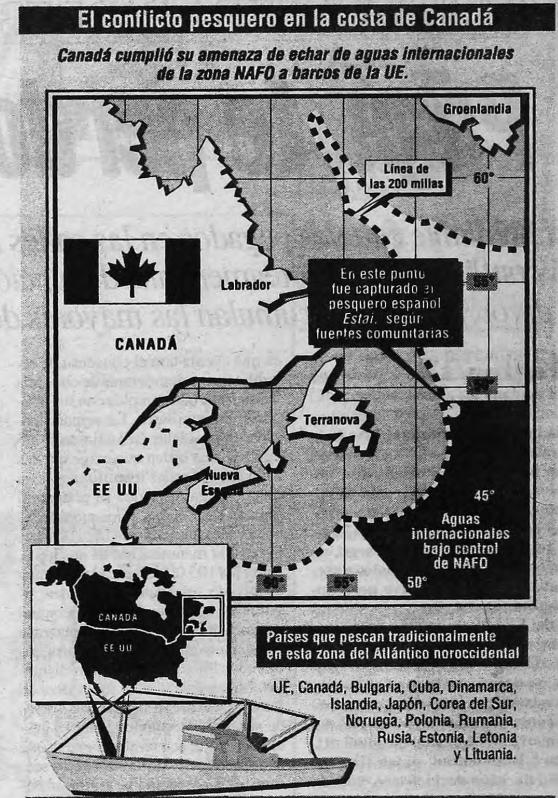 El conflicto pesquero en la costa de Canadá
Canadá cumplió su amenaza de echar de aguas internacionales
de la zona NAFO a barcos de la UE.
Groenlandia
Línea de
las 200 millas
60°
55°
Labrador
En este punto
fue capturado el
pesquero español
Estai, según
fuentes comunitarias
CANADÁ
50°
Terranova
Nueva
Escocia
EE UU
45°
Aguas
internacionales
bajo control
de NAFO
60°
55°
50°
CANADA
EE UU
Países que pescan tradicionalmente
en esta zona del Atlántico noroccidental
UE, Canadá, Bulgaria, Cuba, Dinamarca,
Islandia, Japón, Corea del Sur,
Noruega, Polonia, Rumania,
Rusia, Estonia, Letonia
y Lituania.